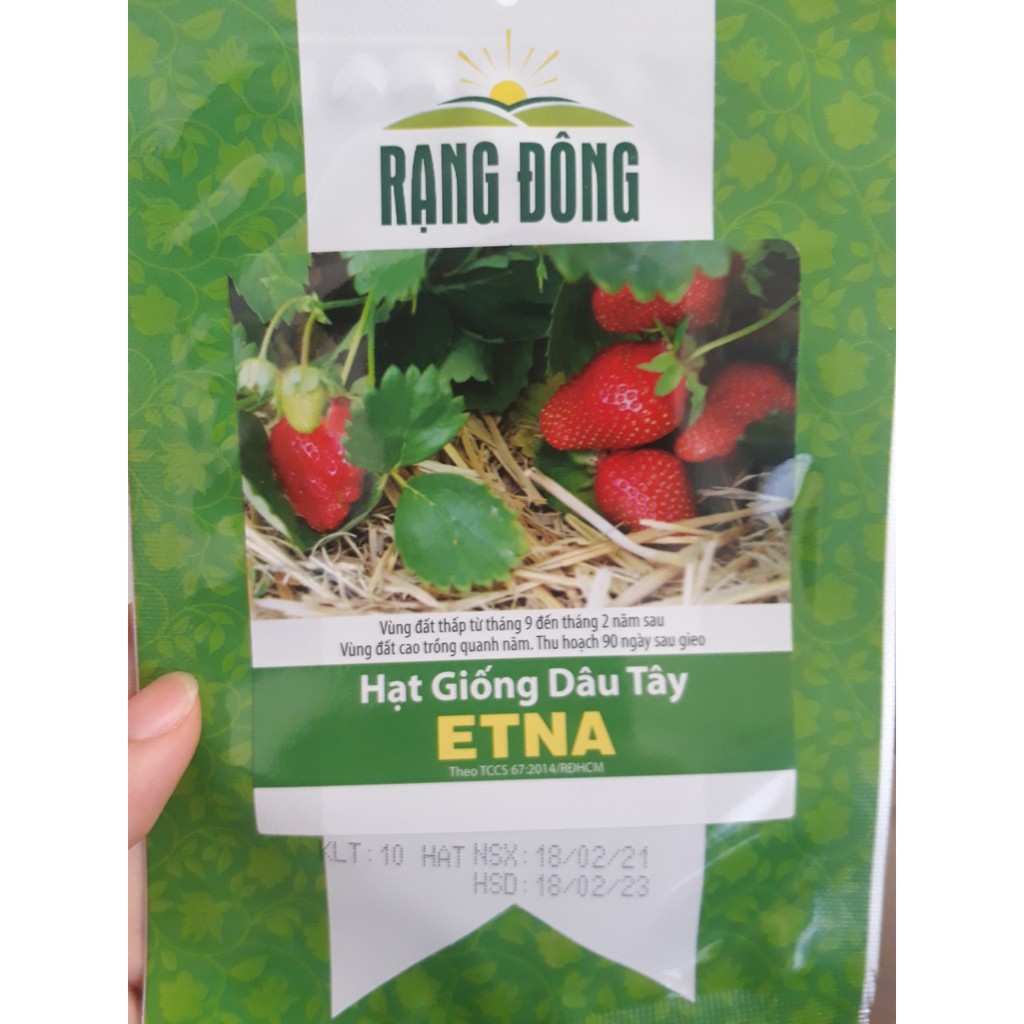 RẠNG ĐÔNG
Vùng đất thấp từ tháng 9 đến tháng 2 năm sau
Vùng đất cao trồng quanh năm. Thu hoạch 90 ngày sau gieo
Hạt Giống Dâu Tây
ETNA
Theo TCCS 67:2014/RĐHCM
KLT: 10 HẠT NSX: 18/02/21
HSD: 18/02/23